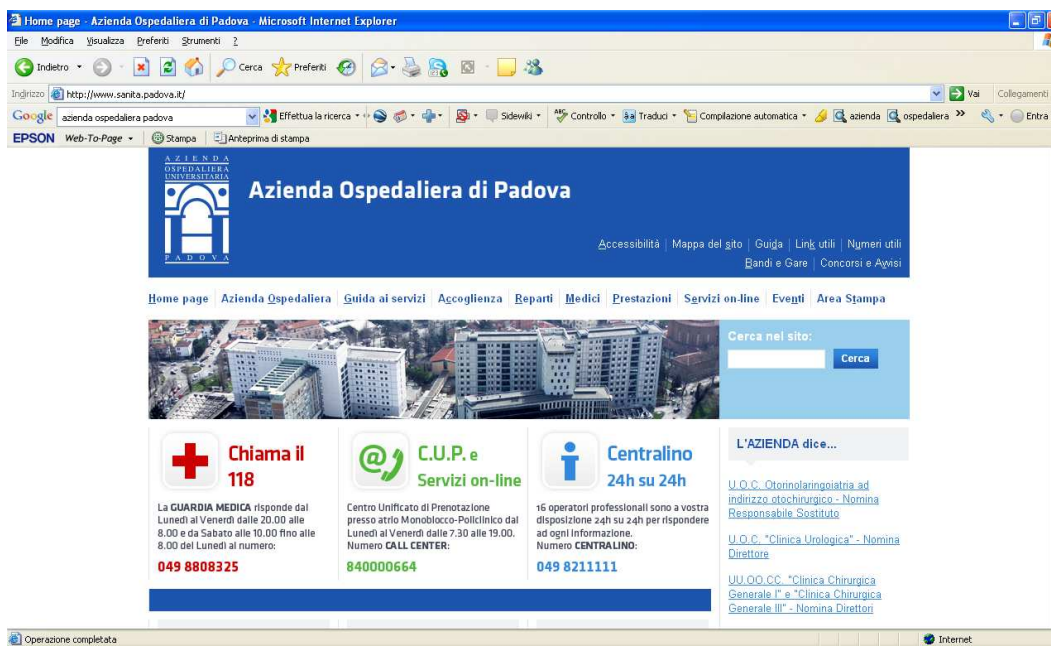 Home page - Azienda Ospedaliera di Padova - Microsoft Internet Explorer
File Modifica Visualizza Preferiti Strumenti ?
Indietro Cerca Preferiti
Indirizzo http://www.sanita.padova.it/ Vai Collegamenti
Google azienda ospedaliera padova Effettua la ricerca Sidewiki ABC Controllo Traduci Compilazione automatica azienda ospedaliera » Entra
EPSON Web-To-Page Stampa Anteprima di stampa
AZIENDA
OSPEDALIERA
UNIVERSITARIA
PADOVA
Azienda Ospedaliera di Padova
Accessibilità | Mappa del sito | Guida | Link utili | Numeri utili
Bandi e Gare | Concorsi e Avvisi
Home page | Azienda Ospedaliera | Guida ai servizi | Accoglienza | Reparti | Medici | Prestazioni | Servizi on-line | Eventi | Area Stampa
Cerca nel sito:
Cerca
Chiama il
118
La GUARDIA MEDICA risponde dal
Lunedì al Venerdì dalle 20.00 alle
8.00 e da Sabato alle 10.00 fino alle
8.00 del Lunedì al numero:
049 8808325
@ C.U.P. e
Servizi on-line
Centro Unificato di Prenotazione
presso atrio Monoblocco-Policlinico dal
Lunedì al Venerdì dalle 7.30 alle 19.00.
Numero CALL CENTER:
840000664
i Centralino
24h su 24h
16 operatori professionali sono a vostra
disposizione 24h su 24h per rispondere
ad ogni informazione.
Numero CENTRALINO:
049 8211111
L'AZIENDA dice...
U.O.C. Otorinolaringoiatria ad
indirizzo otochirurgico - Nomina
Responsabile Sostituto
U.O.C. "Clinica Urologica" - Nomina
Direttore
UU.OO.CC. "Clinica Chirurgica
Generale I" e "Clinica Chirurgica
Generale III" - Nomina Direttori
Operazione completata Internet